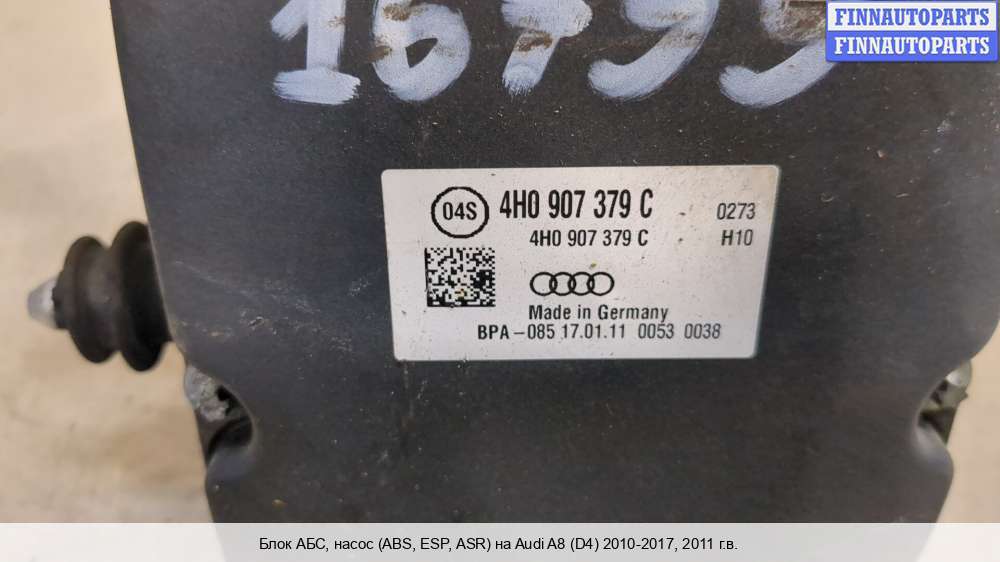 FINNAUTOPARTS
FINNAUTOPARTS
16799
04S 4H0 907 379 C 0273
4H0 907 379 C H10
Made in Germany
BPA-085 17.01.11 0053 0038
Блок АБС, насос (ABS, ESP, ASR) на Audi A8 (D4) 2010-2017, 2011 г.в.